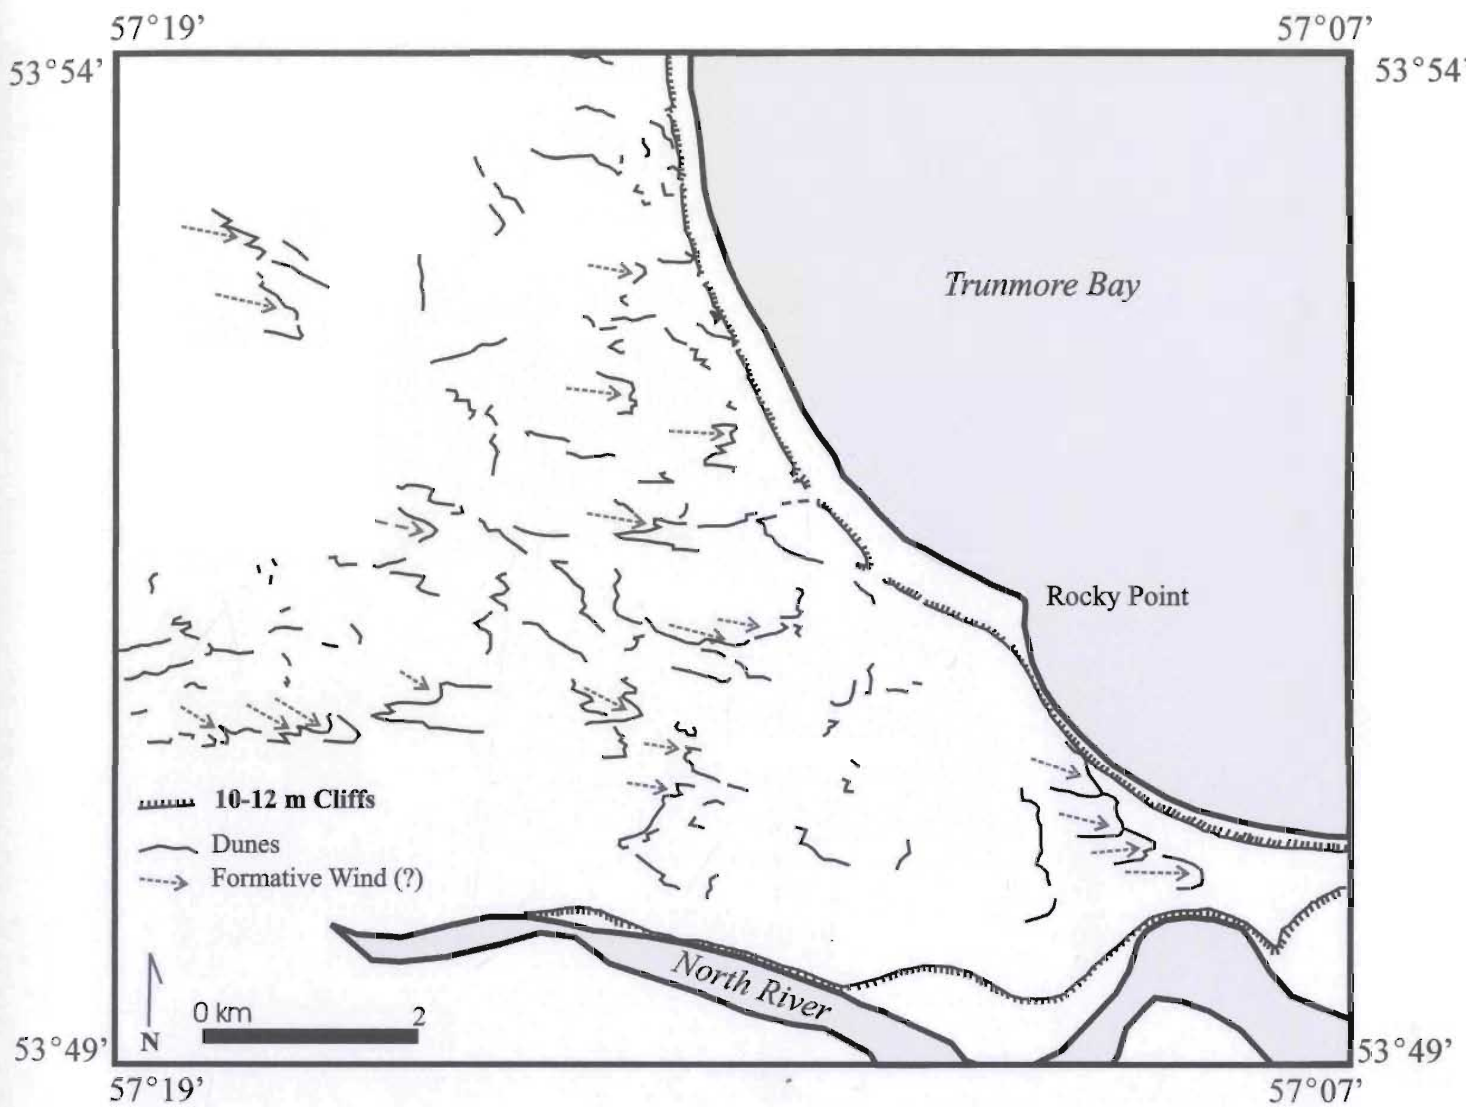 57°19’ 57°07’
53°54’ 53°54’
Trunmore Bay
Rocky Point
10-12 m Cliffs
Dunes
Formative Wind (?)
North River
0 km 2
N
53°49’ 53°49’
57°19’ 57°07’